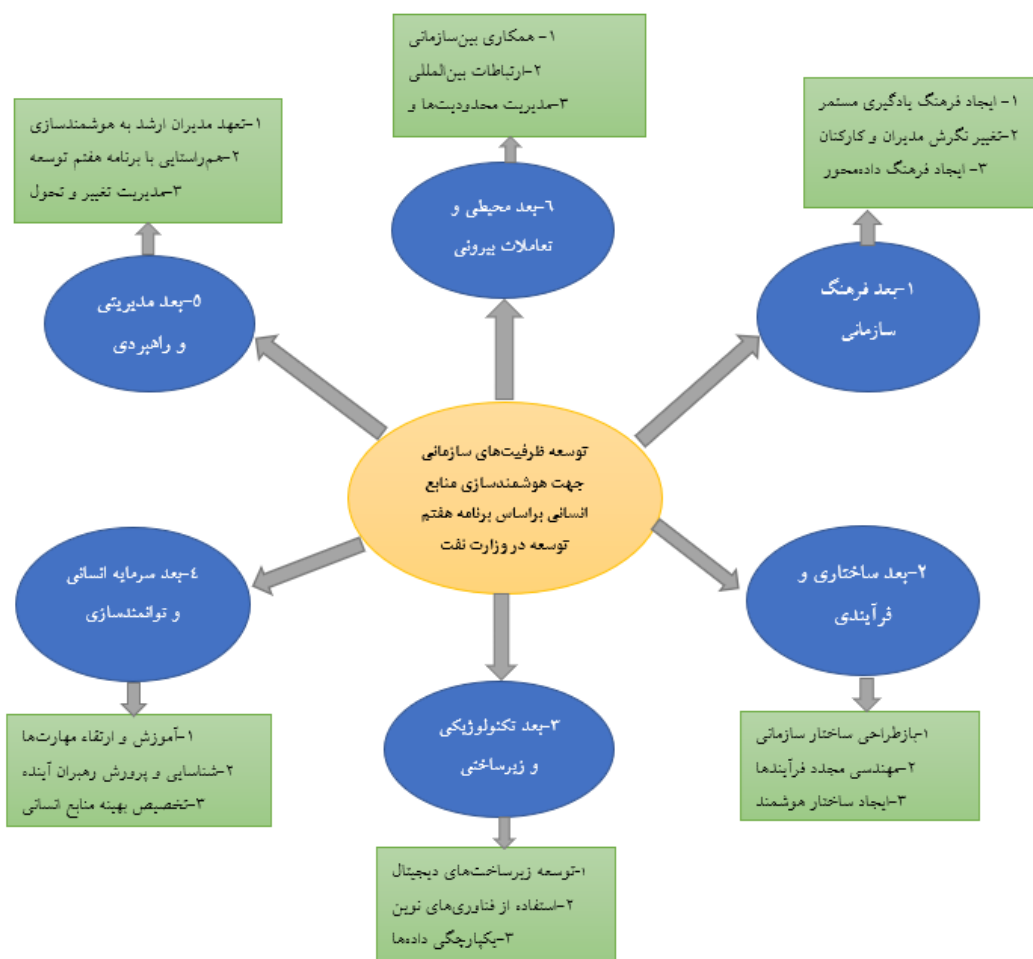 توسعه ظرفیت‌های سازمانی
جهت هوشمندسازی منابع
انسانی براساس برنامه هفتم
توسعه در وزارت نفت
۱-بعد فرهنگ
سازمانی
۱- ایجاد فرهنگ یادگیری مستمر
۲-تغییر نگرش مدیران و کارکنان
۳- ایجاد فرهنگ داده‌محور
۲-بعد ساختاری و
فرآیندی
۱-بازطراحی ساختار سازمانی
۲-مهندسی مجدد فرآیندها
۳-ایجاد ساختار هوشمند
۳-بعد تکنولوژیکی
و زیرساختی
۱-توسعه زیرساخت‌های دیجیتال
۲-استفاده از فناوری‌های نوین
۳-یکپارچگی داده‌ها
۴-بعد سرمایه انسانی
و توانمندسازی
۱-آموزش و ارتقاء مهارت‌ها
۲-شناسایی و پرورش رهبران آینده
۳-تخصیص بهینه منابع انسانی
۵-بعد مدیریتی
و راهبردی
۱-تعهد مدیران ارشد به هوشمندسازی
۲-هم‌راستایی با برنامه هفتم توسعه
۳-مدیریت تغییر و تحول
۶-بعد محیطی و
تعاملات بیرونی
۱- همکاری بین‌سازمانی
۲-ارتباطات بین‌المللی
۳-مدیریت محدودیت‌ها و